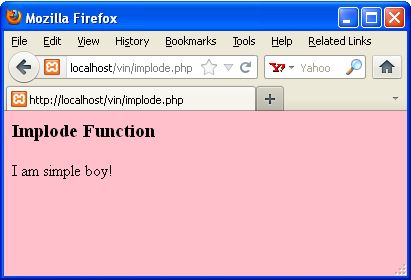 Mozilla Firefox
File Edit View History Bookmarks Tools Help Related Links
localhost/vin/implode.php
Yahoo
http://localhost/vin/implode.php
Implode Function
I am simple boy!